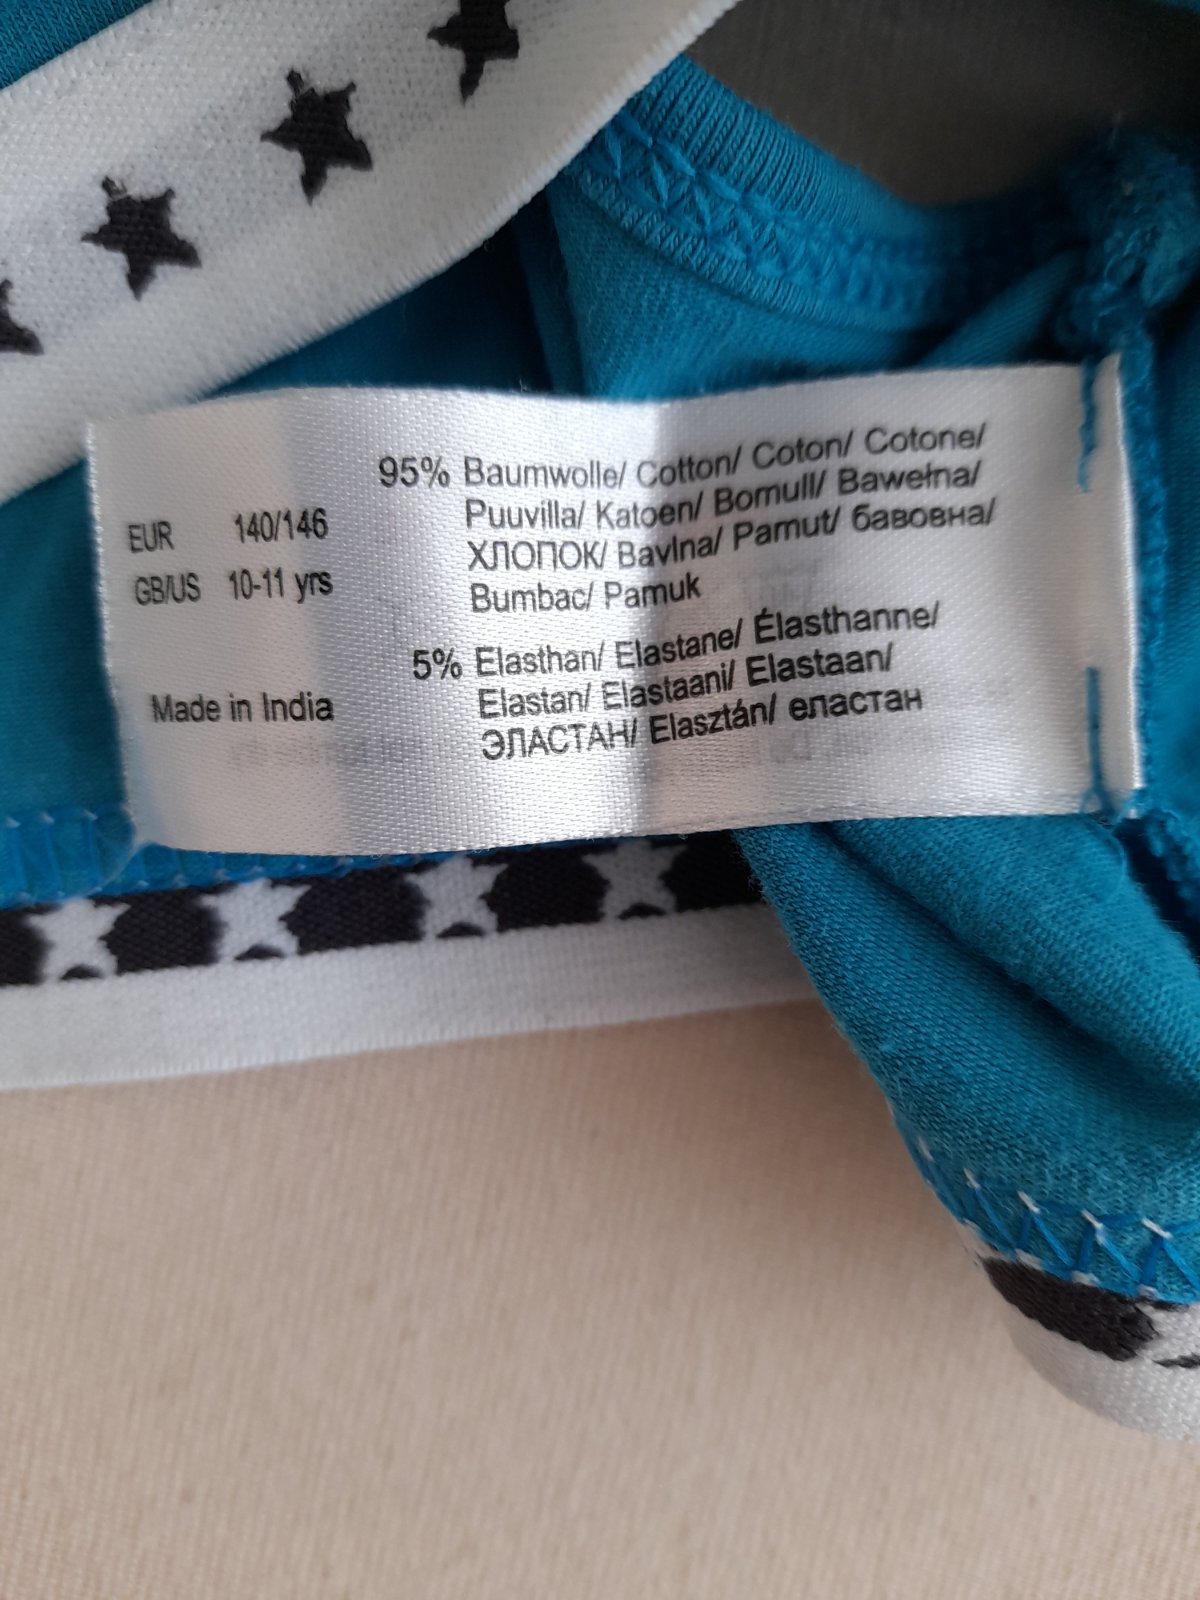 EUR 140/146
GB/US 10-11 yrs
Made in India
95% Baumwolle/ Cotton/ Coton/ Cotone/
Puuvilla/ Katoen/ Bomull/ Bawełna/
ХЛОПОК/ Bavlna/ Pamut/ бавовна/
Bumbac/ Pamuk
5% Elasthan/ Elastane/ Élasthanne/
Elastan/ Elastaani/ Elastaan/
ЭЛАСТАН/ Elasztán/ еластан